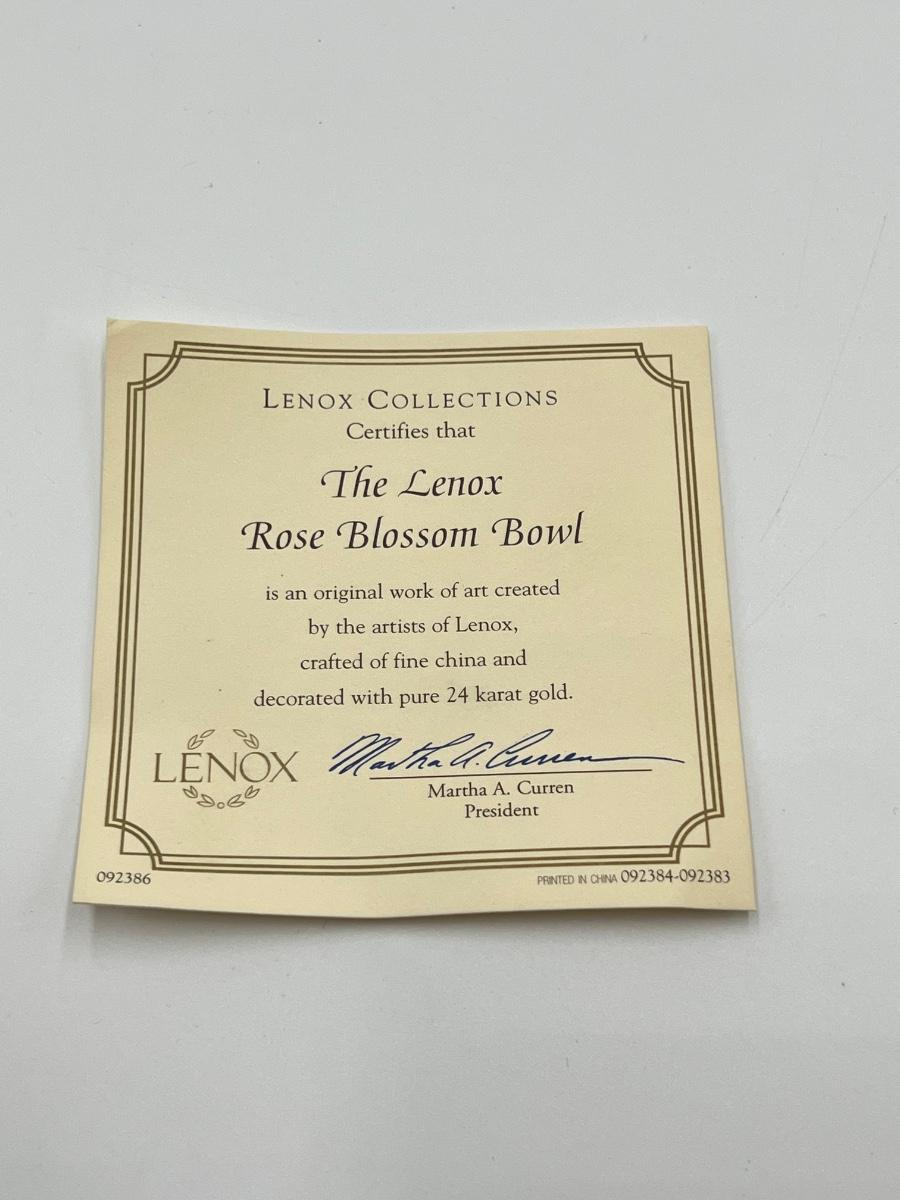 LENOX COLLECTIONS
Certifies that
The Lenox
Rose Blossom Bowl
is an original work of art created
by the artists of Lenox,
crafted of fine china and
decorated with pure 24 karat gold.
LENOX
Martha A. Curren
Martha A. Curren
President
092386
PRINTED IN CHINA 092384-092383